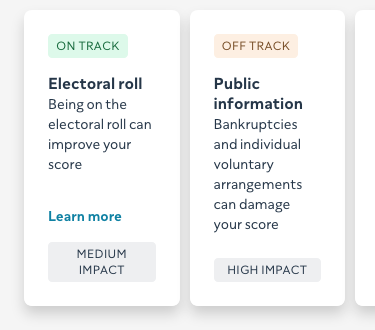 ON TRACK
Electoral roll
Being on the
electoral roll can
improve your
score
Learn more
MEDIUM
IMPACT
OFF TRACK
Public
information
Bankruptcies
and individual
voluntary
arrangements
can damage
your score
HIGH IMPACT